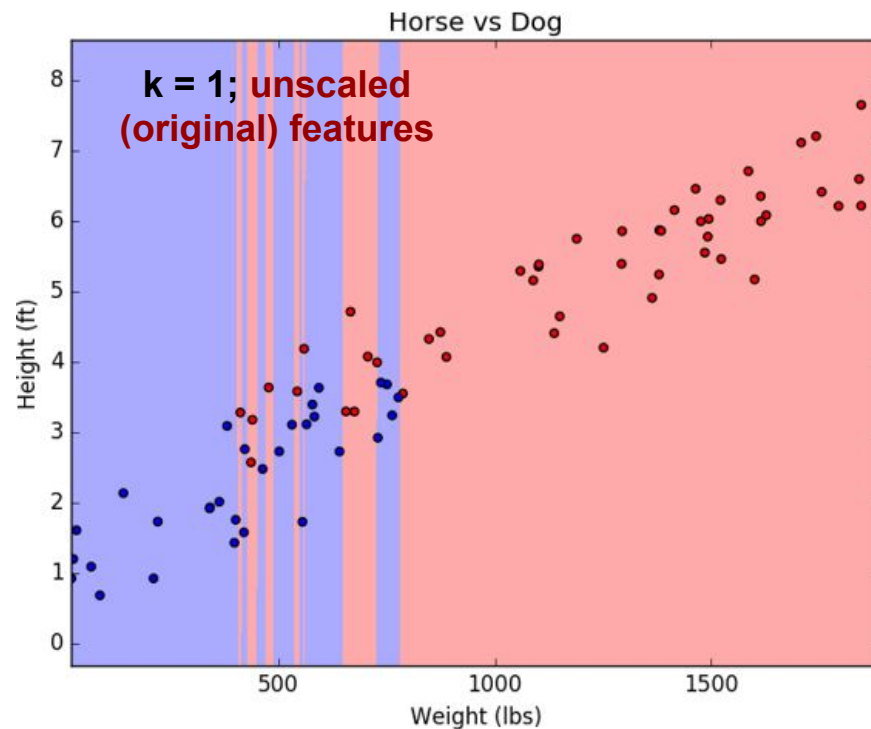 Horse vs Dog
k = 1; unscaled
(original) features
8
7
6
5
4
3
2
1
0
Height (ft)
500 1000 1500
Weight (lbs)